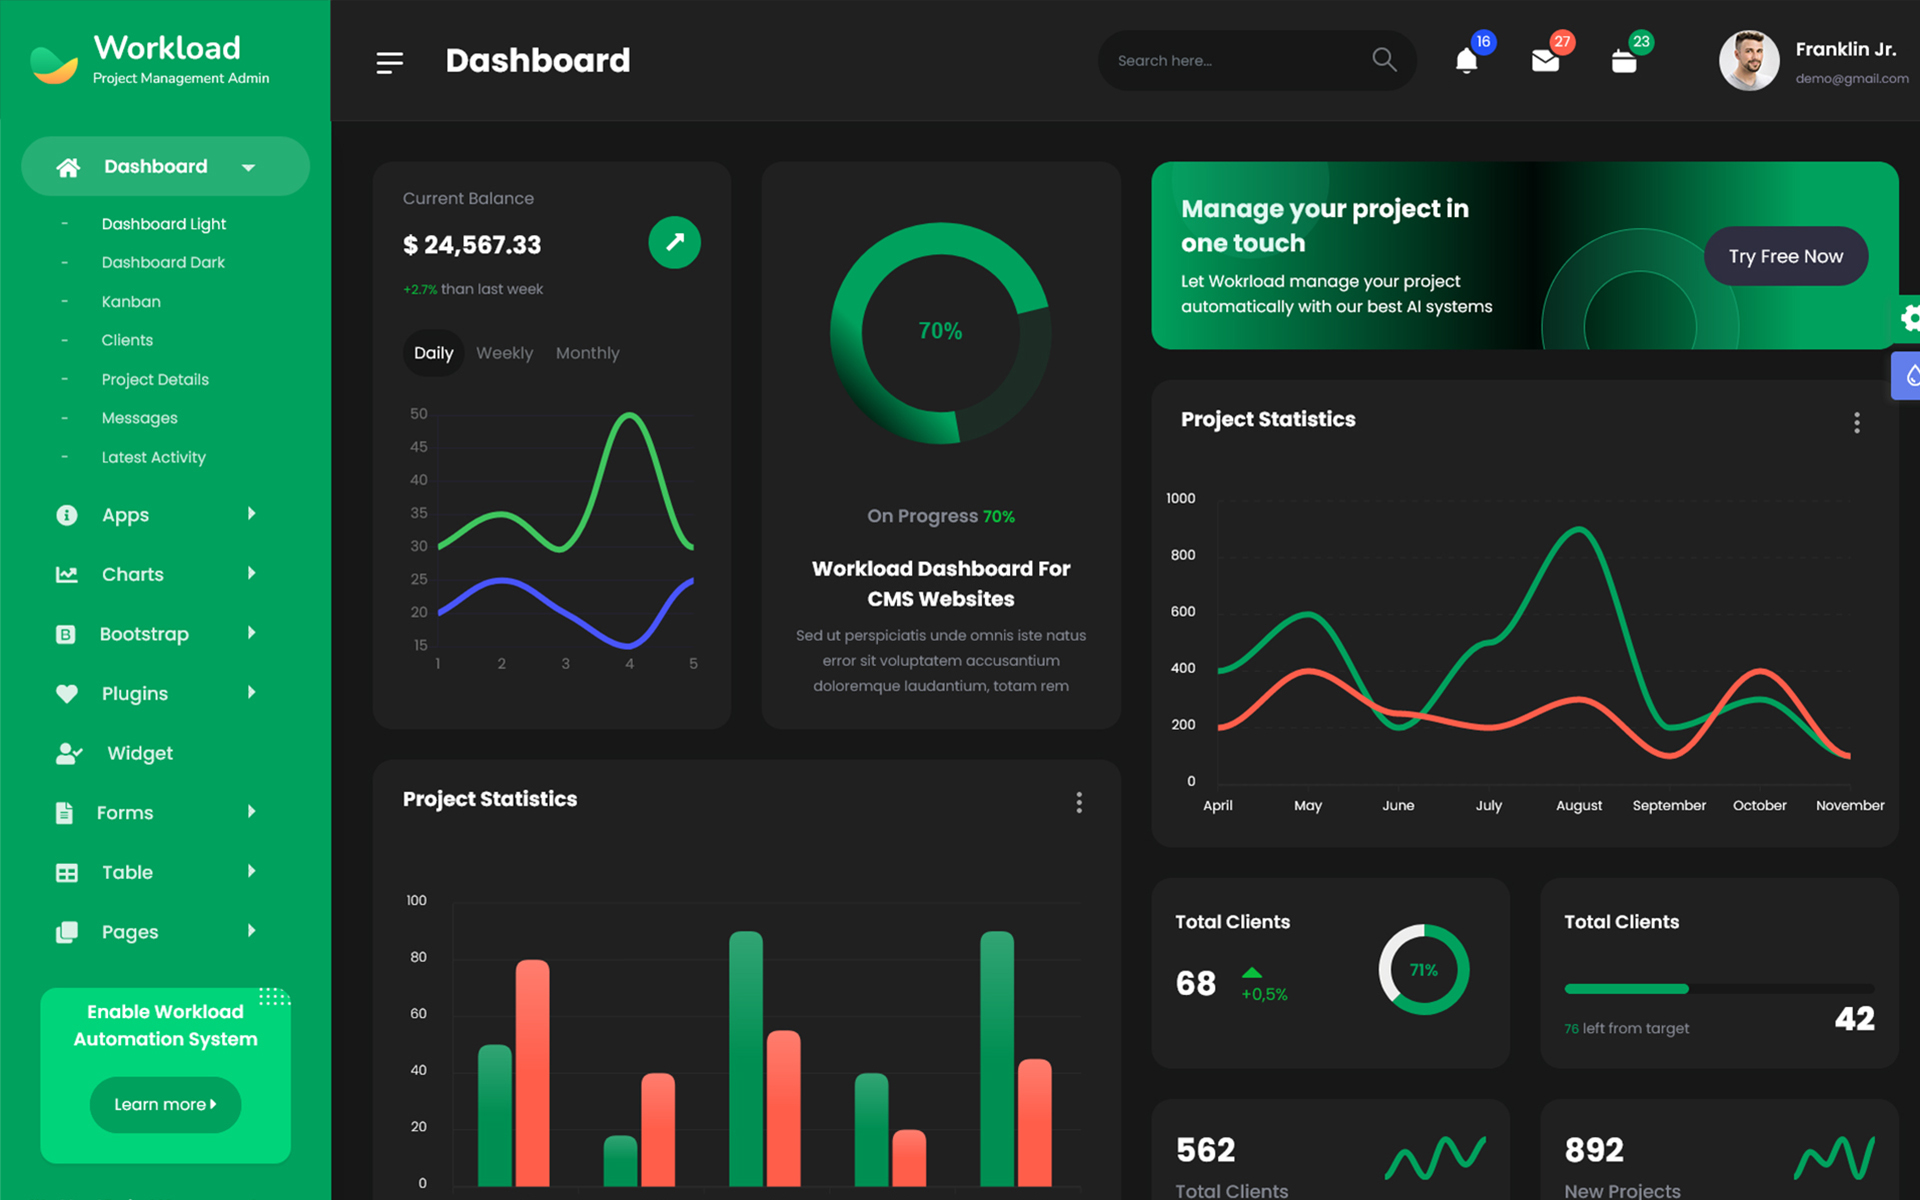 Workload
Project Management Admin
Dashboard
Search here...
16
27
23
Franklin Jr.
demo@gmail.com
Dashboard
- Dashboard Light
- Dashboard Dark
- Kanban
- Clients
- Project Details
- Messages
- Latest Activity
Apps
Charts
B Bootstrap
Plugins
Widget
Forms
Table
Pages
Enable Workload
Automation System
Learn more
Current Balance
$ 24,567.33
+2.7% than last week
Daily Weekly Monthly
50
45
40
35
30
25
20
15
1 2 3 4 5
70%
On Progress 70%
Workload Dashboard For
CMS Websites
Sed ut perspiciatis unde omnis iste natus
error sit voluptatem accusantium
doloremque laudantium, totam rem
Manage your project in
one touch
Let Wokrload manage your project
automatically with our best AI systems
Try Free Now
Project Statistics
1000
800
600
400
200
0
April May June July August September October November
Project Statistics
100
80
60
40
20
0
Total Clients
68
+0,5%
71%
Total Clients
76 left from target
42
562
Total Clients
892
New Projects